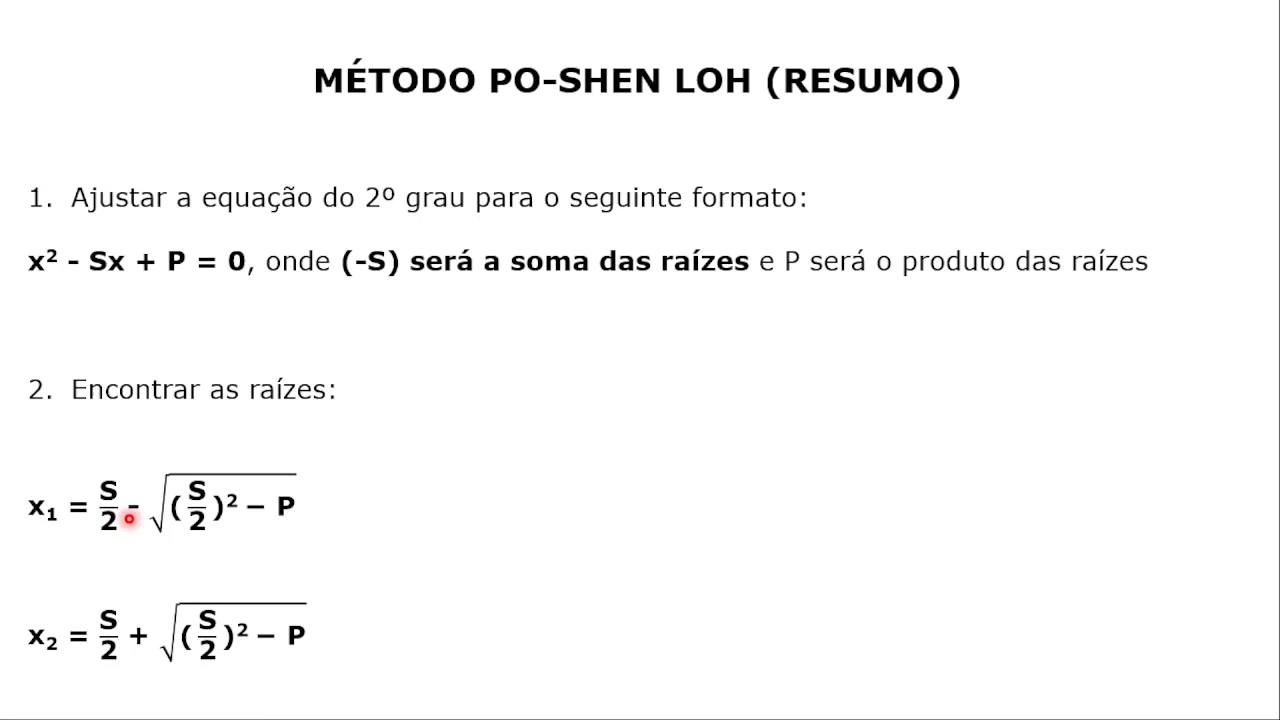 MÉTODO PO-SHEN LOH (RESUMO)
1. Ajustar a equação do 2º grau para o seguinte formato:
x² - Sx + P = 0, onde (-S) será a soma das raízes e P será o produto das raízes
2. Encontrar as raízes:
x₁ = S/2 - √((S/2)² − P)
x₂ = S/2 + √((S/2)² − P)